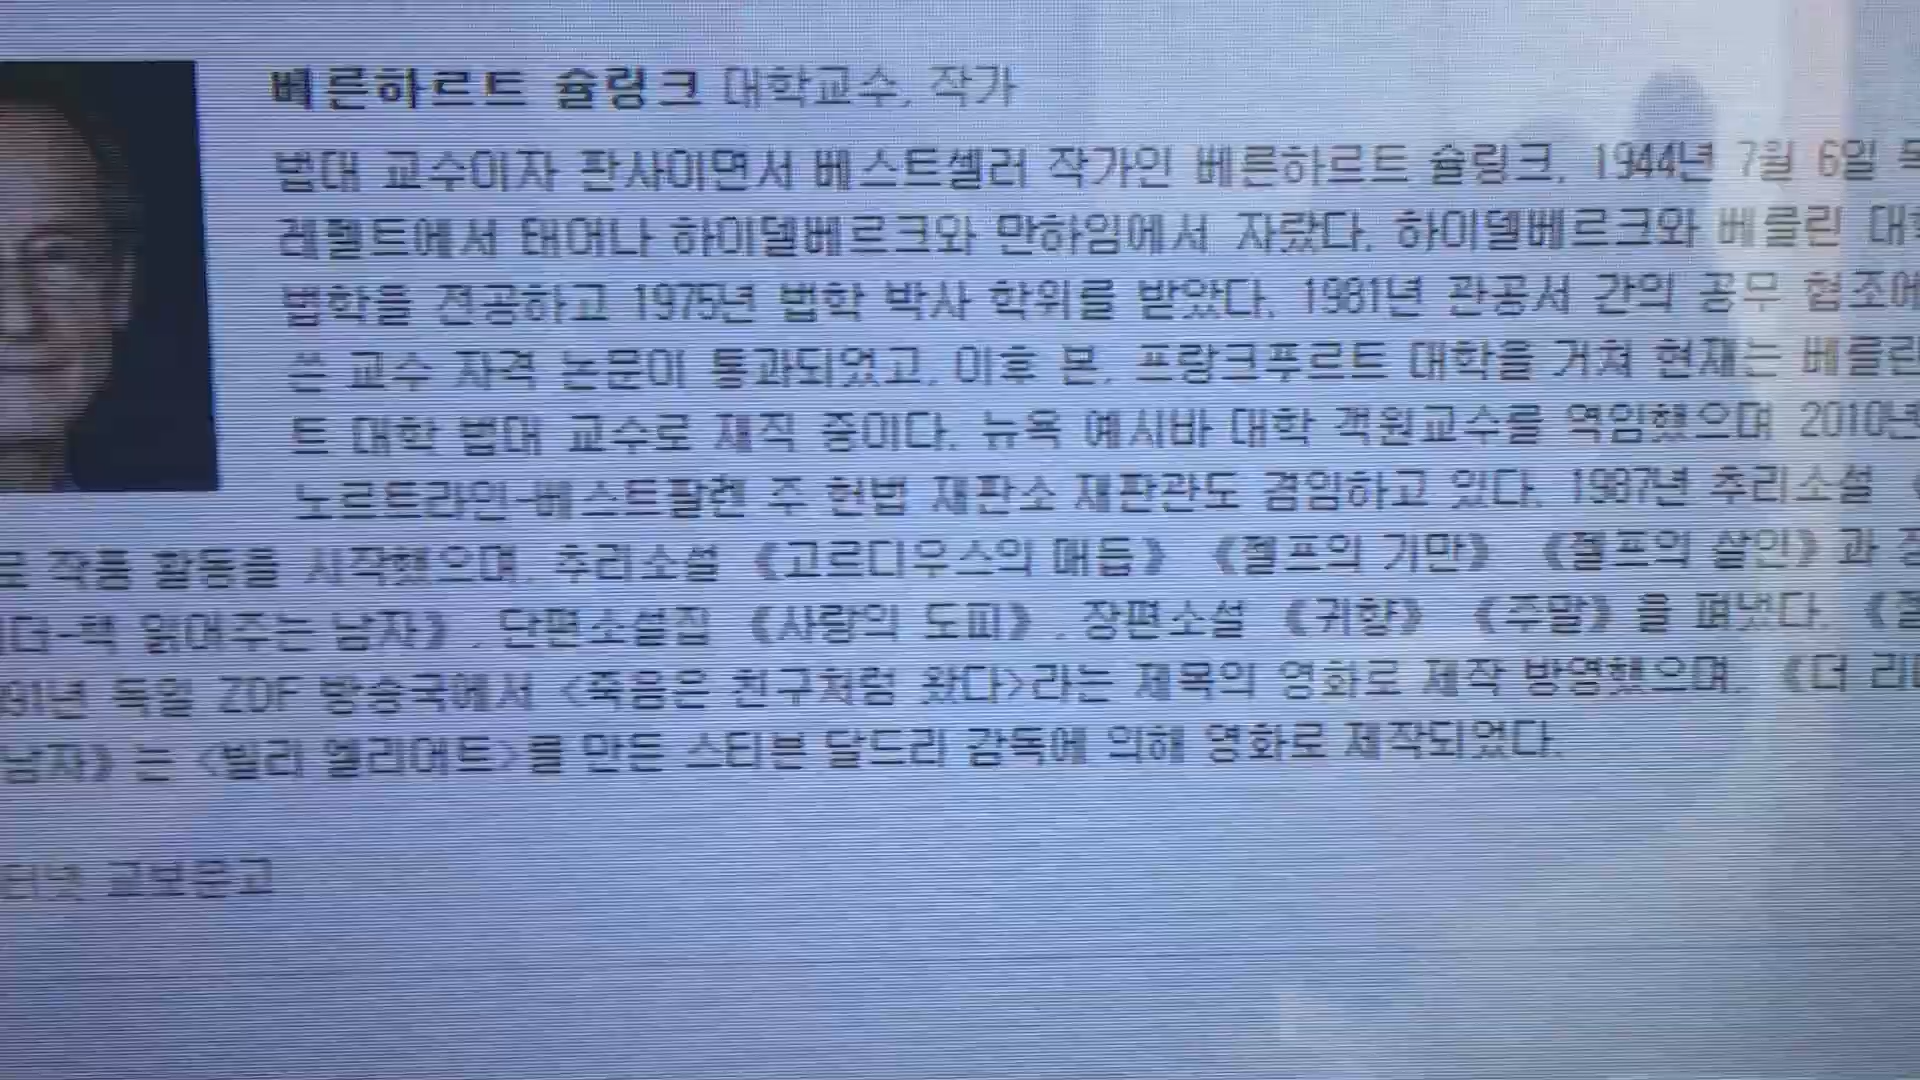 베른하르트 슐링크 대학교수, 작가
법대 교수이자 판사이면서 베스트셀러 작가인 베른하르트 슐링크. 1944년 7월 6일
레펠트에서 태어나 하이델베르크와 만하임에서 자랐다. 하이델베르크와 베를린
법학을 전공하고 1975년 법학 박사 학위를 받았다. 1981년 관공서 간의 공무 협조에
쓴 교수 자격 논문이 통과되었고, 이후 본, 프랑크푸르트 대학을 거쳐 현재는 베를린
트 대학 법대 교수로 재직 중이다. 뉴욕 예시바 대학 객원교수를 역임했으며 2010년
노르트라인-베스트팔렌 주 헌법 재판소 재판관도 겸임하고 있다. 1987년 추리소설 《
로 작품 활동을 시작했으며, 추리소설 《고르디우스의 매듭》 《젤프의 기만》 《젤프의 살인》과
더-책 읽어주는 남자》, 단편소설집 《사랑의 도피》, 장편소설 《귀향》 《주말》을 펴냈다. 《젤
991년 독일 ZDF 방송국에서 <죽음은 친구처럼 왔다>라는 제목의 영화로 제작 방영했으며, 《더 리더
남자》는 <빌리 엘리어트>를 만든 스티븐 달드리 감독에 의해 영화로 제작되었다.
터넷 교보문고